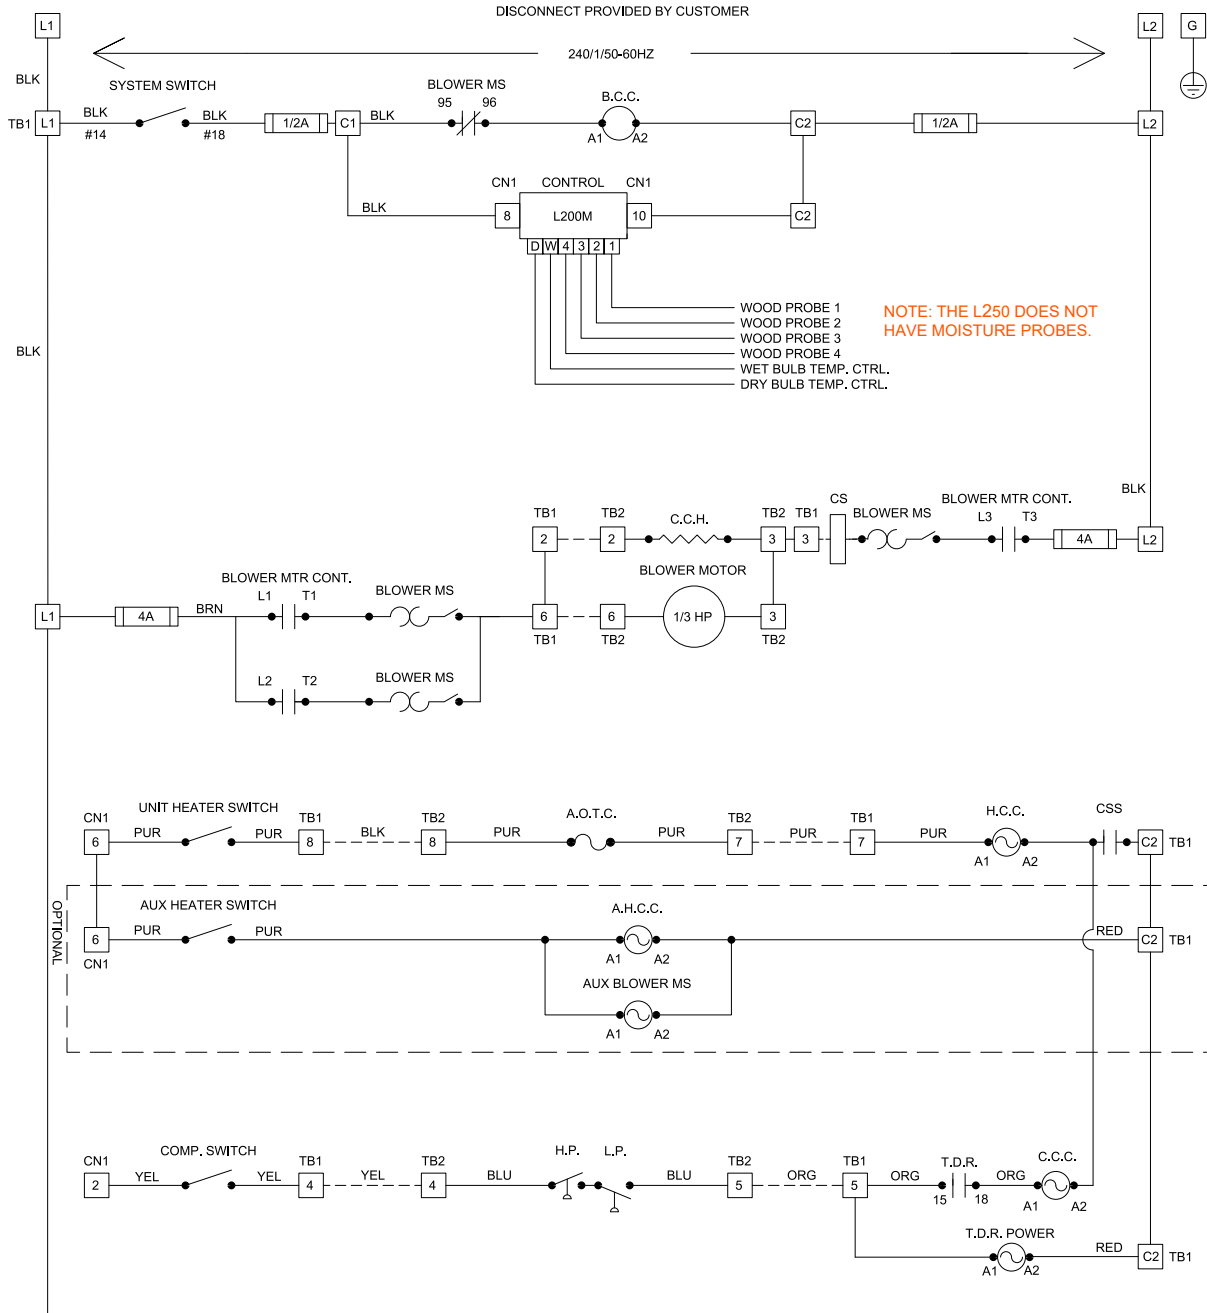 DISCONNECT PROVIDED BY CUSTOMER
L1
L2
G
240/1/50-60HZ
BLK
SYSTEM SWITCH
BLOWER MS
B.C.C.
TB1
L1
BLK
#14
BLK
#18
1/2A
C1
BLK
95
96
A1
A2
C2
1/2A
L2
CN1
CONTROL
CN1
BLK
8
L200M
10
C2
D
W
4
3
2
1
WOOD PROBE 1
WOOD PROBE 2
WOOD PROBE 3
WOOD PROBE 4
WET BULB TEMP. CTRL.
DRY BULB TEMP. CTRL.
NOTE: THE L250 DOES NOT
HAVE MOISTURE PROBES.
BLK
BLK
TB1
TB2
C.C.H.
TB2
TB1
CS
BLOWER MS
BLOWER MTR CONT.
L3
T3
2
2
3
3
4A
L2
BLOWER MTR CONT.
BLOWER MS
BLOWER MOTOR
L1
4A
BRN
L1
T1
6
6
1/3 HP
3
TB1
TB2
TB2
L2
T2
BLOWER MS
CN1
UNIT HEATER SWITCH
TB1
TB2
A.O.T.C.
TB2
TB1
H.C.C.
CSS
6
PUR
PUR
8
BLK
8
PUR
PUR
7
PUR
7
PUR
A1
A2
C2
TB1
OPTIONAL
AUX HEATER SWITCH
A.H.C.C.
6
CN1
PUR
PUR
A1
A2
RED
C2
TB1
AUX BLOWER MS
A1
A2
CN1
COMP. SWITCH
TB1
TB2
H.P.
L.P.
TB2
TB1
T.D.R.
C.C.C.
2
YEL
YEL
4
YEL
4
BLU
BLU
5
ORG
5
ORG
15
18
ORG
A1
A2
T.D.R. POWER
A1
A2
RED
C2
TB1